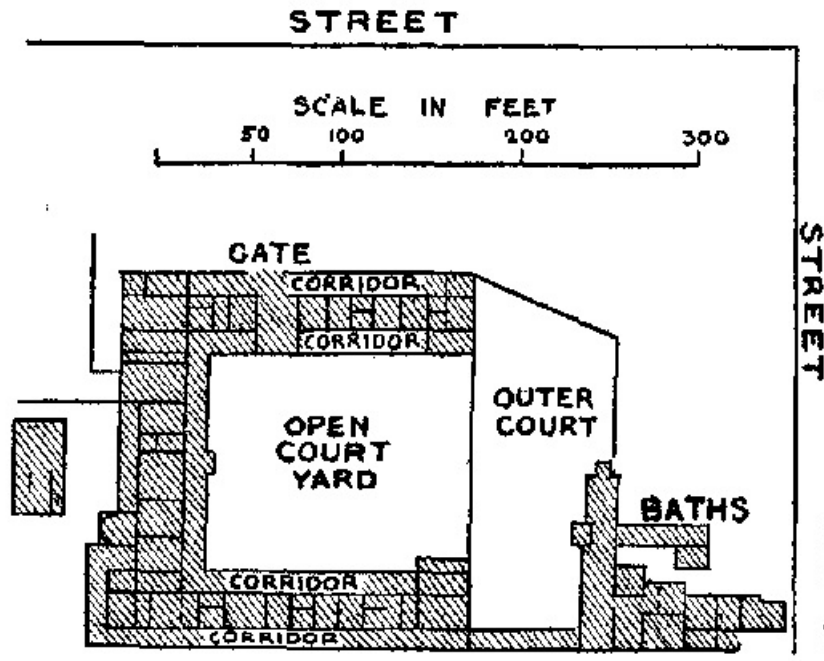 STREET
SCALE IN FEET
50 100 200 300
STREET
GATE
CORRIDOR
CORRIDOR
OPEN
COURT
YARD
OUTER
COURT
BATHS
CORRIDOR
CORRIDOR